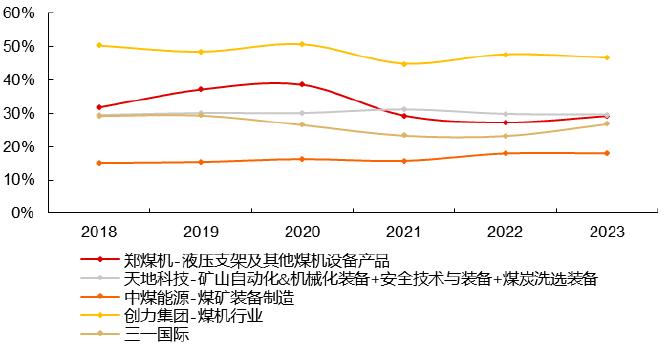 60%
50%
40%
30%
20%
10%
0%
2018 2019 2020 2021 2022 2023
郑煤机-液压支架及其他煤机设备产品
天地科技-矿山自动化&机械化装备+安全技术与装备+煤炭洗选装备
中煤能源-煤矿装备制造
创力集团-煤机行业
三一国际